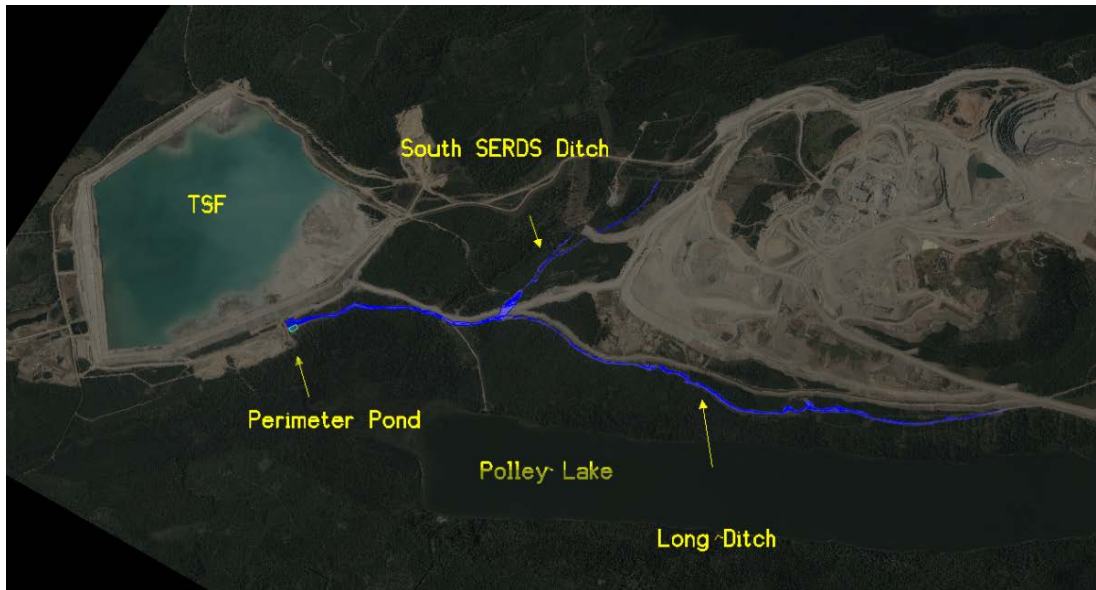 South SERDS Ditch
TSF
Perimeter Pond
Polley Lake
Long Ditch